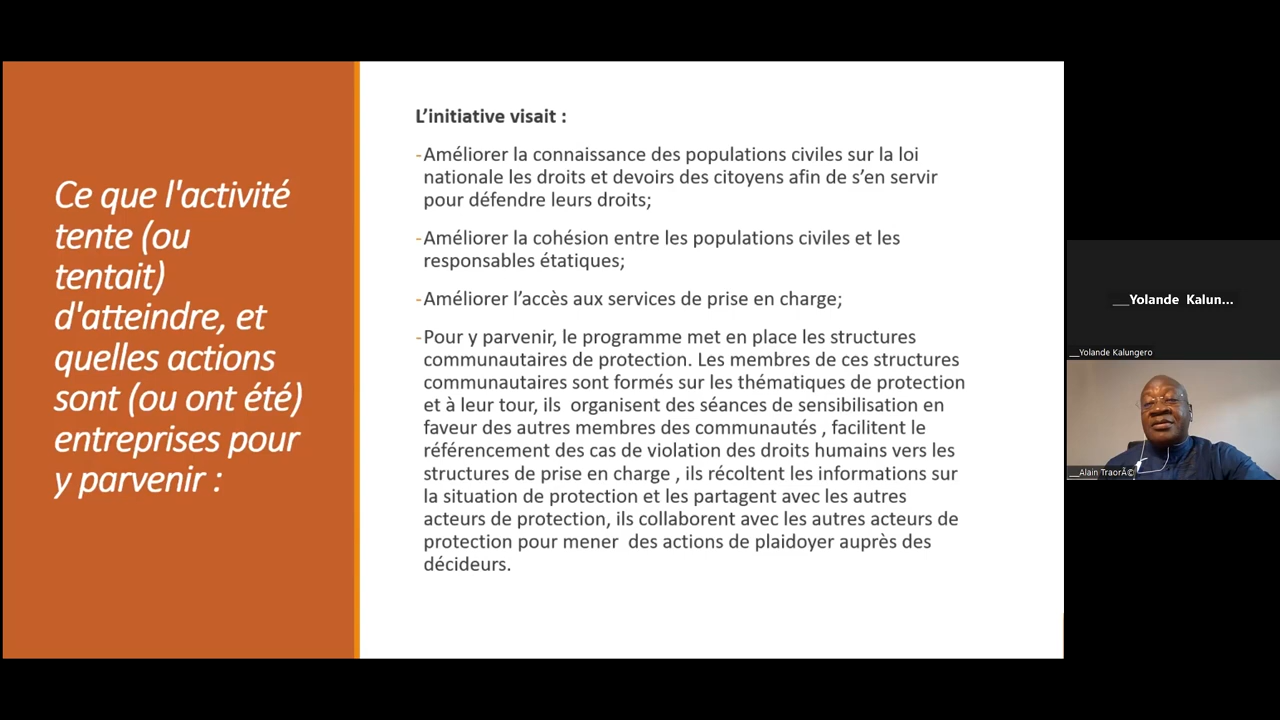 Ce que l'activité
tente (ou
tentait)
d'atteindre, et
quelles actions
sont (ou ont été)
entreprises pour
y parvenir :
L’initiative visait :
-Améliorer la connaissance des populations civiles sur la loi
nationale les droits et devoirs des citoyens afin de s’en servir
pour défendre leurs droits;
-Améliorer la cohésion entre les populations civiles et les
responsables étatiques;
-Améliorer l’accès aux services de prise en charge;
-Pour y parvenir, le programme met en place les structures
communautaires de protection. Les membres de ces structures
communautaires sont formés sur les thématiques de protection
et à leur tour, ils  organisent des séances de sensibilisation en
faveur des autres membres des communautés , facilitent le
référencement des cas de violation des droits humains vers les
structures de prise en charge , ils récoltent les informations sur
la situation de protection et les partagent avec les autres
acteurs de protection, ils collaborent avec les autres acteurs de
protection pour mener  des actions de plaidoyer auprès des
décideurs.
__Yolande Kalun...
__Yolande Kalungero
__Alain TraorÃ©